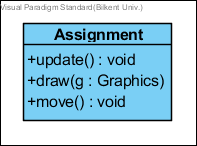 Visual Paradigm Standard(Bilkent Univ.)
Assignment
+update() : void
+draw(g : Graphics)
+move() : void